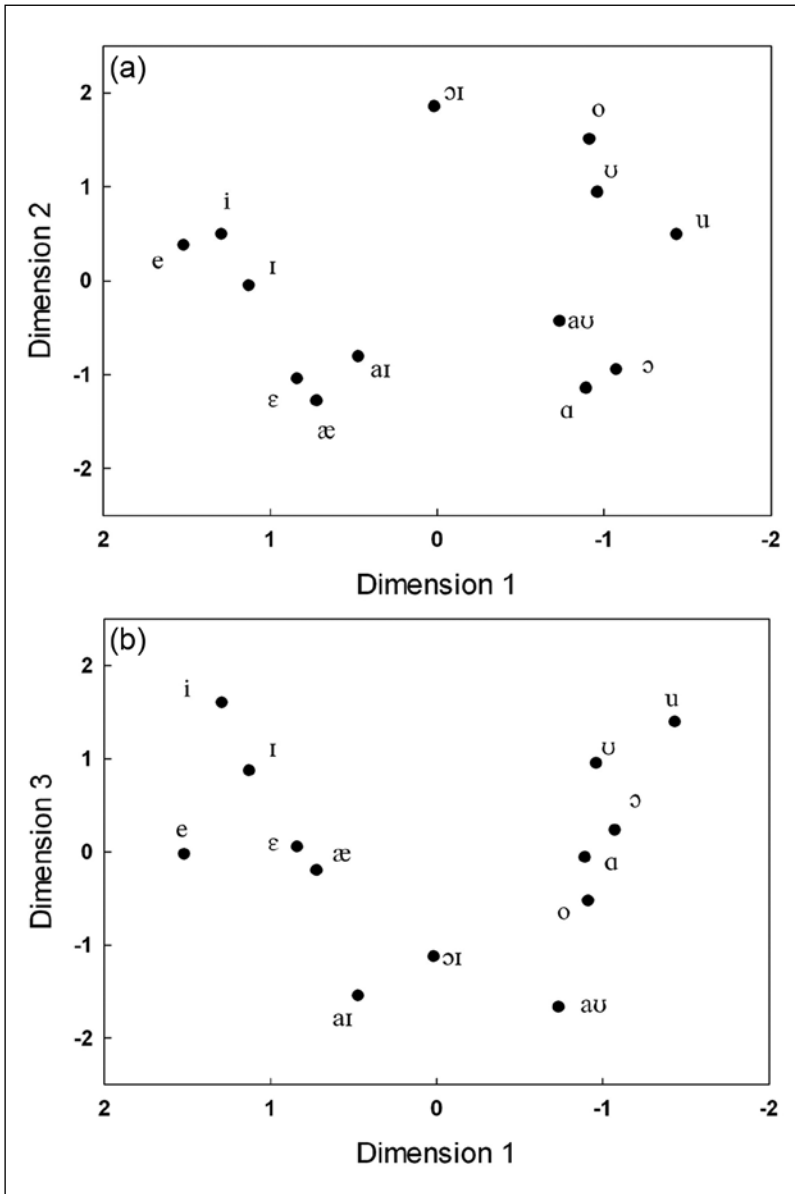 (a)
2
ɔɪ
o
ʊ
1
i
u
e
ɪ
0
aʊ
aɪ
ɔ
-1
ɛ
ɑ
æ
-2
2 1 0 -1 -2
Dimension 1
Dimension 2
(b)
2
i
u
ɪ
ʊ
1
ɔ
e
ɛ
æ
ɑ
0
o
-1
ɔɪ
aɪ
aʊ
-2
2 1 0 -1 -2
Dimension 1
Dimension 3